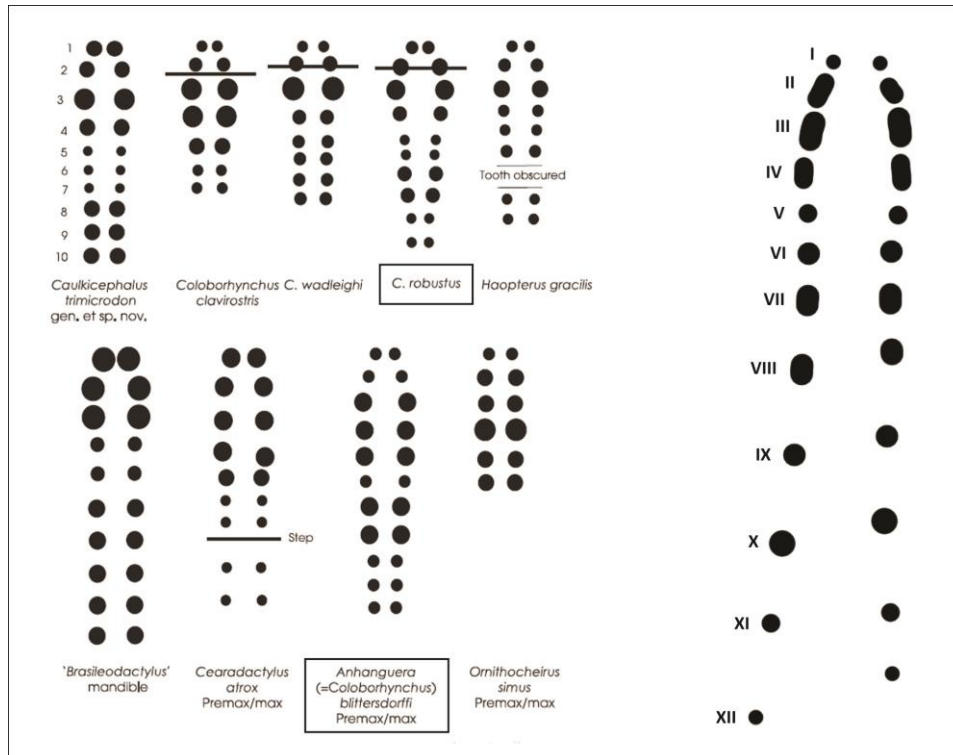 1
2
3
4
5
6
7
8
9
10
Tooth obscured
Caulkicephalus
trimicrodon
gen. et sp. nov.
Coloborhynchus
clavirostris
C. wadleighi
C. robustus
Haopterus gracilis
Step
'Brasileodactylus'
mandible
Cearadactylus
atrox
Premax/max
Anhanguera
(=Coloborhynchus)
blittersdorffi
Premax/max
Ornithocheirus
simus
Premax/max
I
II
III
IV
V
VI
VII
VIII
IX
X
XI
XII